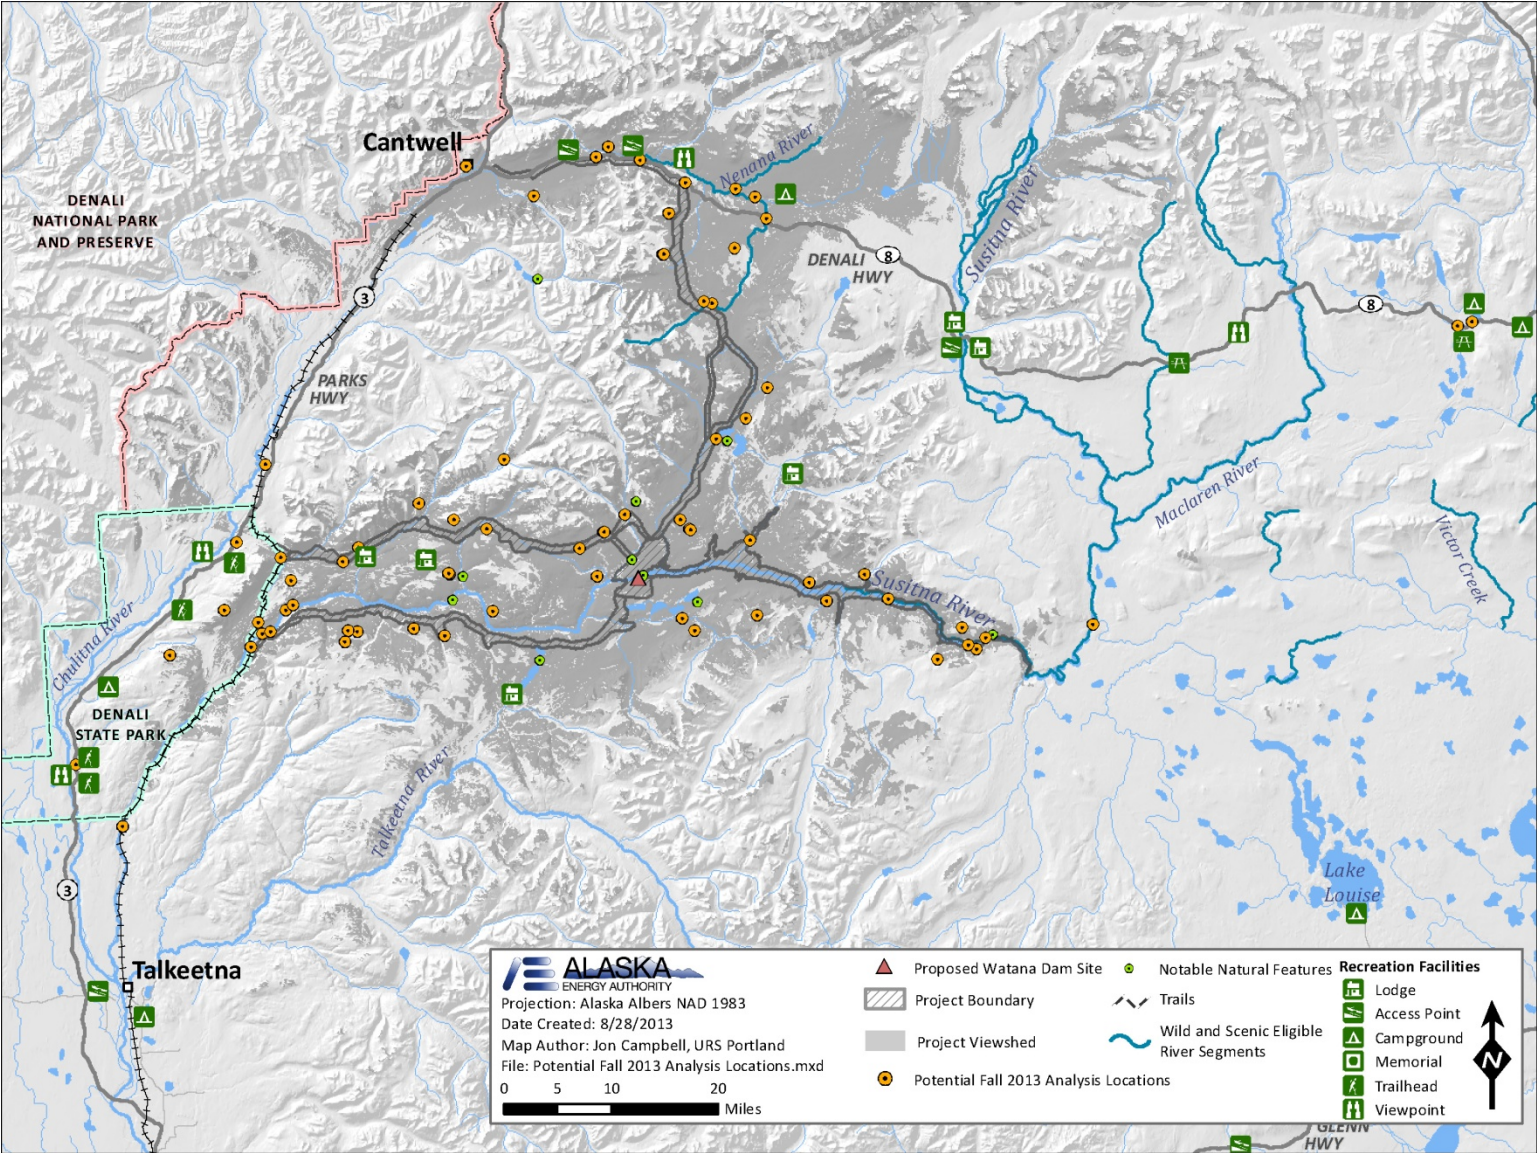 Cantwell
Nenana River
DENALI
NATIONAL PARK
AND PRESERVE
Susitna River
DENALI
HWY
8
3
8
PARKS
HWY
Maclaren River
Victor Creek
Susitna River
Chulitna River
DENALI
STATE PARK
Talkeetna River
3
Lake
Louise
Talkeetna
ALASKA
ENERGY AUTHORITY
Projection: Alaska Albers NAD 1983
Date Created: 8/28/2013
Map Author: Jon Campbell, URS Portland
File: Potential Fall 2013 Analysis Locations.mxd
0 5 10 20
Miles
Proposed Watana Dam Site
Project Boundary
Project Viewshed
Potential Fall 2013 Analysis Locations
Notable Natural Features
Trails
Wild and Scenic Eligible
River Segments
Recreation Facilities
Lodge
Access Point
Campground
Memorial
Trailhead
Viewpoint
N
GLENN
HWY